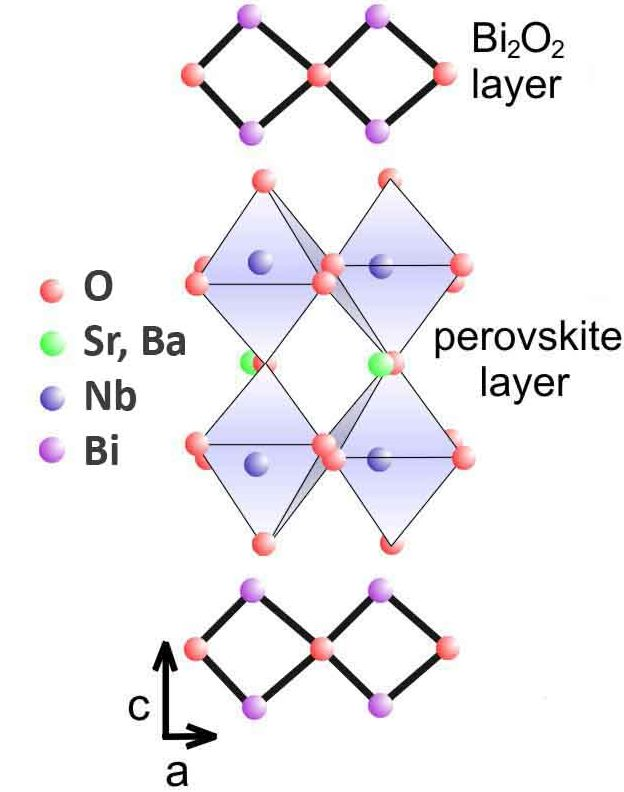 Bi₂O₂
layer
O
Sr, Ba
Nb
Bi
perovskite
layer
c
a